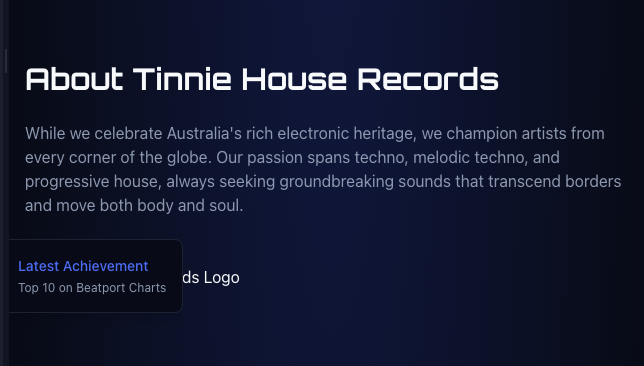 About Tinnie House Records
While we celebrate Australia's rich electronic heritage, we champion artists from
every corner of the globe. Our passion spans techno, melodic techno, and
progressive house, always seeking groundbreaking sounds that transcend borders
and move both body and soul.
Latest Achievement
ds Logo
Top 10 on Beatport Charts